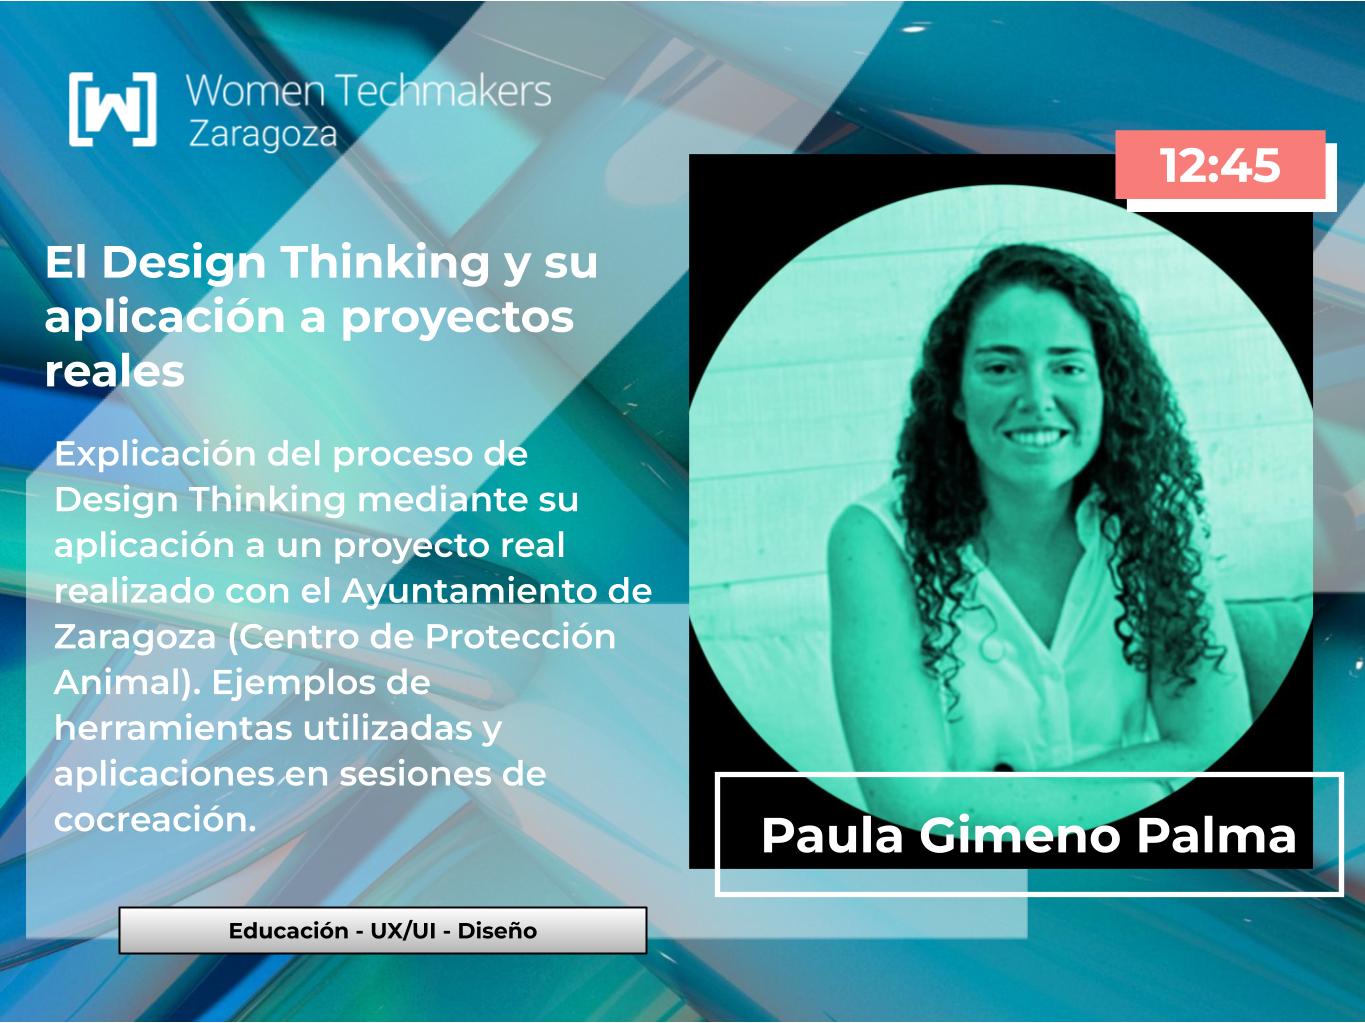 Women Techmakers
Zaragoza
12:45
El Design Thinking y su
aplicación a proyectos
reales
Explicación del proceso de
Design Thinking mediante su
aplicación a un proyecto real
realizado con el Ayuntamiento de
Zaragoza (Centro de Protección
Animal). Ejemplos de
herramientas utilizadas y
aplicaciones en sesiones de
cocreación.
Paula Gimeno Palma
Educación - UX/UI - Diseño